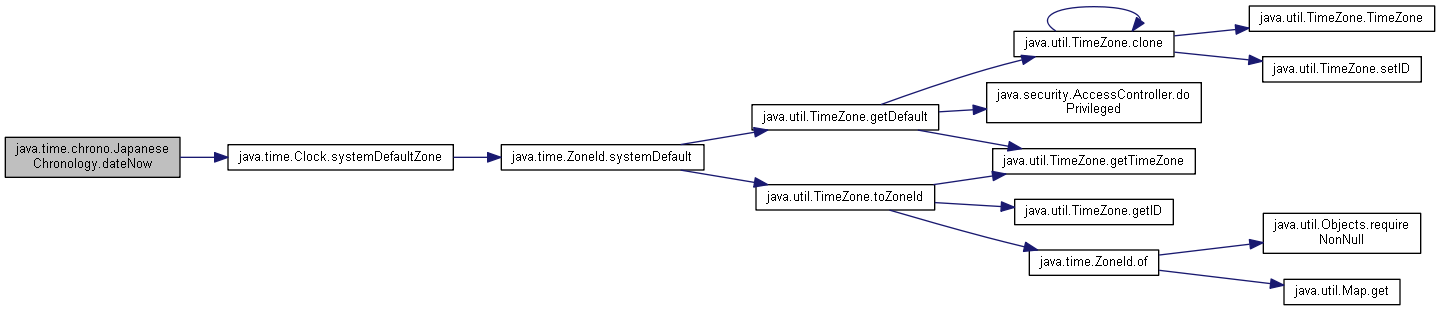 java.time.chrono.Japanese
Chronology.dateNow
java.time.Clock.systemDefaultZone
java.time.ZoneId.systemDefault
java.util.TimeZone.getDefault
java.util.TimeZone.toZoneId
java.util.TimeZone.clone
java.security.AccessController.do
Privileged
java.util.TimeZone.getTimeZone
java.util.TimeZone.getID
java.time.ZoneId.of
java.util.TimeZone.TimeZone
java.util.TimeZone.setID
java.util.Objects.require
NonNull
java.util.Map.get